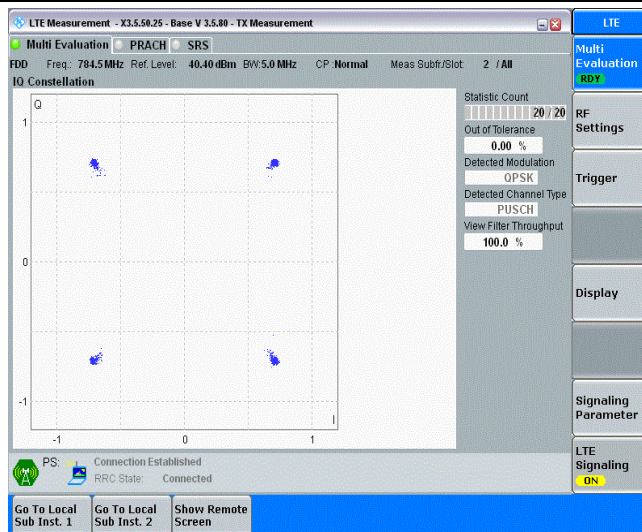 LTE Measurement - X3.5.50.25 - Base V 3.5.80 - TX Measurement
LTE
Multi Evaluation PRACH SRS
FDD Freq.: 784.5 MHz Ref. Level: 40.40 dBm BW: 5.0 MHz CP : Normal Meas Subfr./Slot: 2 / All
IQ Constellation
Q
1
0
-1
-1 0 1
I
Statistic Count
20 / 20
Out of Tolerance
0.00 %
Detected Modulation
QPSK
Detected Channel Type
PUSCH
View Filter Throughput
100.0 %
Multi
Evaluation
RDY
RF
Settings
Trigger
Display
Signaling
Parameter
LTE
Signaling
ON
PS:
Connection Established
RRC State: Connected
Go To Local
Sub Inst. 1
Go To Local
Sub Inst. 2
Show Remote
Screen